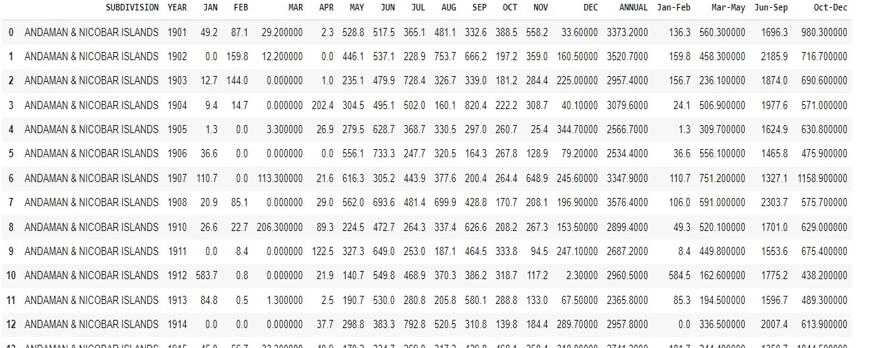 SUBDIVISION YEAR JAN FEB MAR APR MAY JUN JUL AUG SEP OCT NOV DEC ANNUAL Jan-Feb Mar-May Jun-Sep Oct-Dec
0 ANDAMAN & NICOBAR ISLANDS 1901 49.2 87.1 29.200000 2.3 528.8 517.5 365.1 481.1 332.6 388.5 558.2 33.60000 3373.2000 136.3 560.300000 1696.3 980.300000
1 ANDAMAN & NICOBAR ISLANDS 1902 0.0 159.8 12.200000 0.0 446.1 537.1 228.9 753.7 666.2 197.2 359.0 160.50000 3520.7000 159.8 458.300000 2185.9 716.700000
2 ANDAMAN & NICOBAR ISLANDS 1903 12.7 144.0 0.000000 1.0 235.1 479.9 728.4 326.7 339.0 181.2 284.4 225.00000 2957.4000 156.7 236.100000 1874.0 690.600000
3 ANDAMAN & NICOBAR ISLANDS 1904 9.4 14.7 0.000000 202.4 304.5 495.1 502.0 160.1 820.4 222.2 308.7 40.10000 3079.6000 24.1 506.900000 1977.6 571.000000
4 ANDAMAN & NICOBAR ISLANDS 1905 1.3 0.0 3.300000 26.9 279.5 628.7 368.7 330.5 297.0 260.7 25.4 344.70000 2566.7000 1.3 309.700000 1624.9 630.800000
5 ANDAMAN & NICOBAR ISLANDS 1906 36.6 0.0 0.000000 0.0 556.1 733.3 247.7 320.5 164.3 267.8 128.9 79.20000 2534.4000 36.6 556.100000 1465.8 475.900000
6 ANDAMAN & NICOBAR ISLANDS 1907 110.7 0.0 113.300000 21.6 616.3 305.2 443.9 377.6 200.4 264.4 648.9 245.60000 3347.9000 110.7 751.200000 1327.1 1158.900000
7 ANDAMAN & NICOBAR ISLANDS 1908 20.9 85.1 0.000000 29.0 562.0 693.6 481.4 699.9 428.8 170.7 208.1 196.90000 3576.4000 106.0 591.000000 2303.7 575.700000
8 ANDAMAN & NICOBAR ISLANDS 1910 26.6 22.7 206.300000 89.3 224.5 472.7 264.3 337.4 626.6 208.2 267.3 153.50000 2899.4000 49.3 520.100000 1701.0 629.000000
9 ANDAMAN & NICOBAR ISLANDS 1911 0.0 8.4 0.000000 122.5 327.3 649.0 253.0 187.1 464.5 333.8 94.5 247.10000 2687.2000 8.4 449.800000 1553.6 675.400000
10 ANDAMAN & NICOBAR ISLANDS 1912 583.7 0.8 0.000000 21.9 140.7 549.8 468.9 370.3 386.2 318.7 117.2 2.30000 2960.5000 584.5 162.600000 1775.2 438.200000
11 ANDAMAN & NICOBAR ISLANDS 1913 84.8 0.5 1.300000 2.5 190.7 530.0 280.8 205.8 580.1 288.8 133.0 67.50000 2365.8000 85.3 194.500000 1596.7 489.300000
12 ANDAMAN & NICOBAR ISLANDS 1914 0.0 0.0 0.000000 37.7 298.8 383.3 792.8 520.5 310.8 139.8 184.4 289.70000 2957.8000 0.0 336.500000 2007.4 613.900000